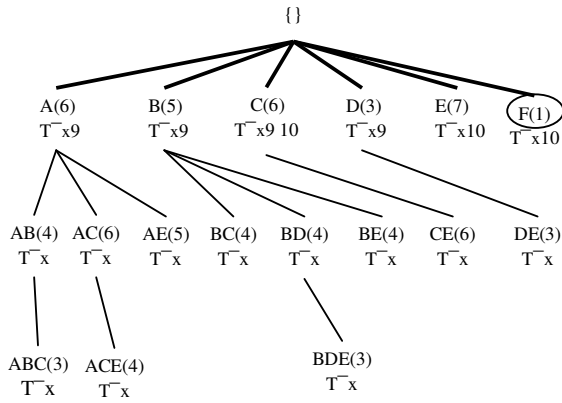 {}
A(6) B(5) C(6) D(3) E(7) F(1)
T¯x9 T¯x9 T¯x9 10 T¯x9 T¯x10 T¯x10
AB(4) AC(6) AE(5) BC(4) BD(4) BE(4) CE(6) DE(3)
T¯x T¯x T¯x T¯x T¯x T¯x T¯x T¯x
ABC(3) ACE(4) BDE(3)
T¯x T¯x T¯x